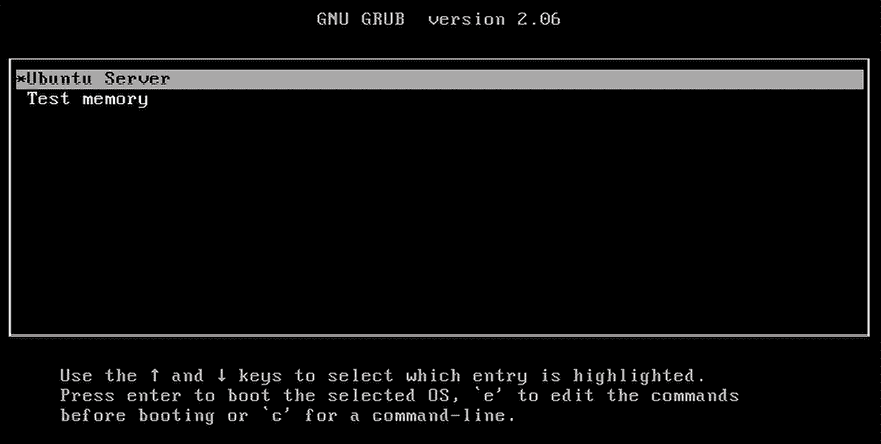 GNU GRUB  version 2.06
*Ubuntu Server
Test memory
Use the ↑ and ↓ keys to select which entry is highlighted.
Press enter to boot the selected OS, `e' to edit the commands
before booting or `c' for a command-line.